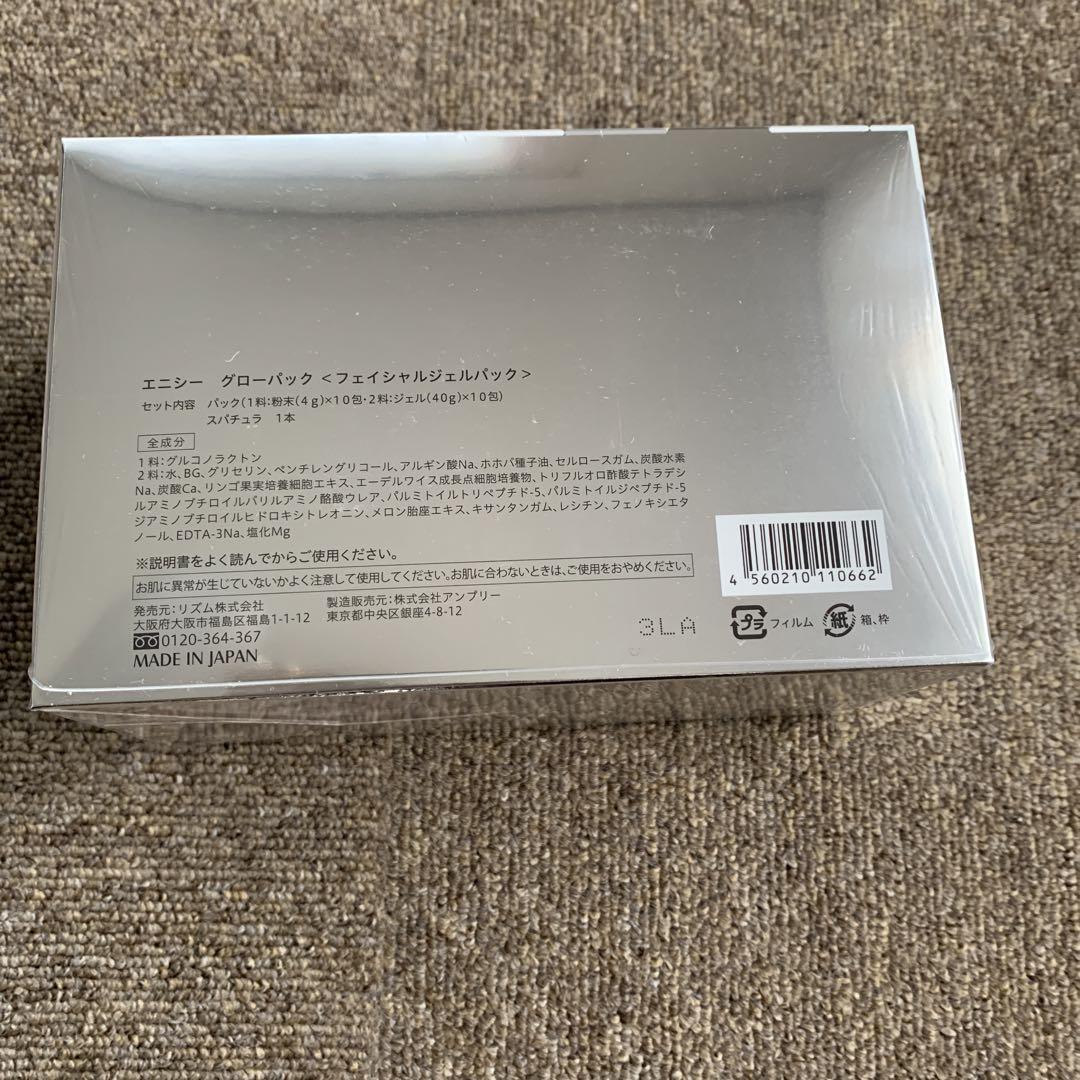 エニシー　グローパック <フェイシャルジェルパック>
セット内容　パック(1料:粉末(4g)×10包・2料:ジェル(40g)×10包)
スパチュラ　1本
全成分
1料:グルコノラクトン
2料:水、BG、グリセリン、ペンチレングリコール、アルギン酸Na、ホホバ種子油、セルロースガム、炭酸水素
Na、炭酸Ca、リンゴ果実培養細胞エキス、エーデルワイス成長点細胞培養物、トリフルオロ酢酸テトラデシ
ルアミノブチロイルバリルアミノ酪酸ウレア、パルミトイルトリペプチド-5、パルミトイルジペプチド-5
ジアミノブチロイルヒドロキシトレオニン、メロン胎座エキス、キサンタンガム、レシチン、フェノキシエタ
ノール、EDTA-3Na、塩化Mg
※説明書をよく読んでからご使用ください。
お肌に異常が生じていないかよく注意して使用してください。お肌に合わないときは、ご使用をおやめください。
発売元:リズム株式会社　製造販売元:株式会社アンプリー
大阪府大阪市福島区福島1-1-12　東京都中央区銀座4-8-12
0120-364-367
MADE IN JAPAN
3LA
4 560210 110662
プラ フィルム 紙 箱、枠